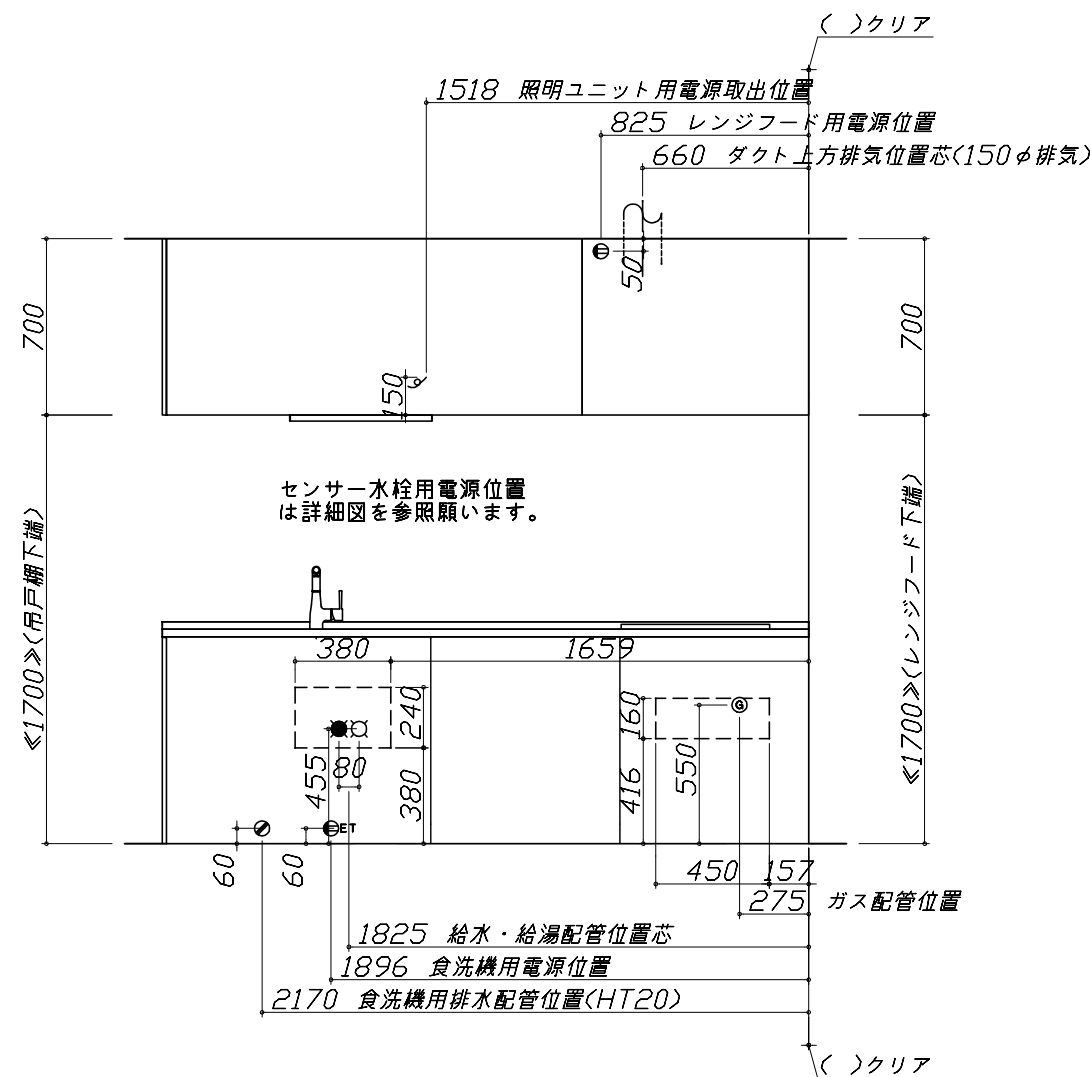 ( )クリア
1518 照明ユニット用電源取出位置
825 レンジフード用電源位置
660 ダクト上方排気位置芯(150φ排気)
50
700
700
150
センサー水栓用電源位置
は詳細図を参照願います。
≪1700≫(吊戸棚下端)
≪1700≫(レンジフード下端)
380
1659
240
160
G
455
80
380
416
550
ET
60
60
450
157
275 ガス配管位置
1825 給水・給湯配管位置芯
1896 食洗機用電源位置
2170 食洗機用排水配管位置(HT20)
( )クリア